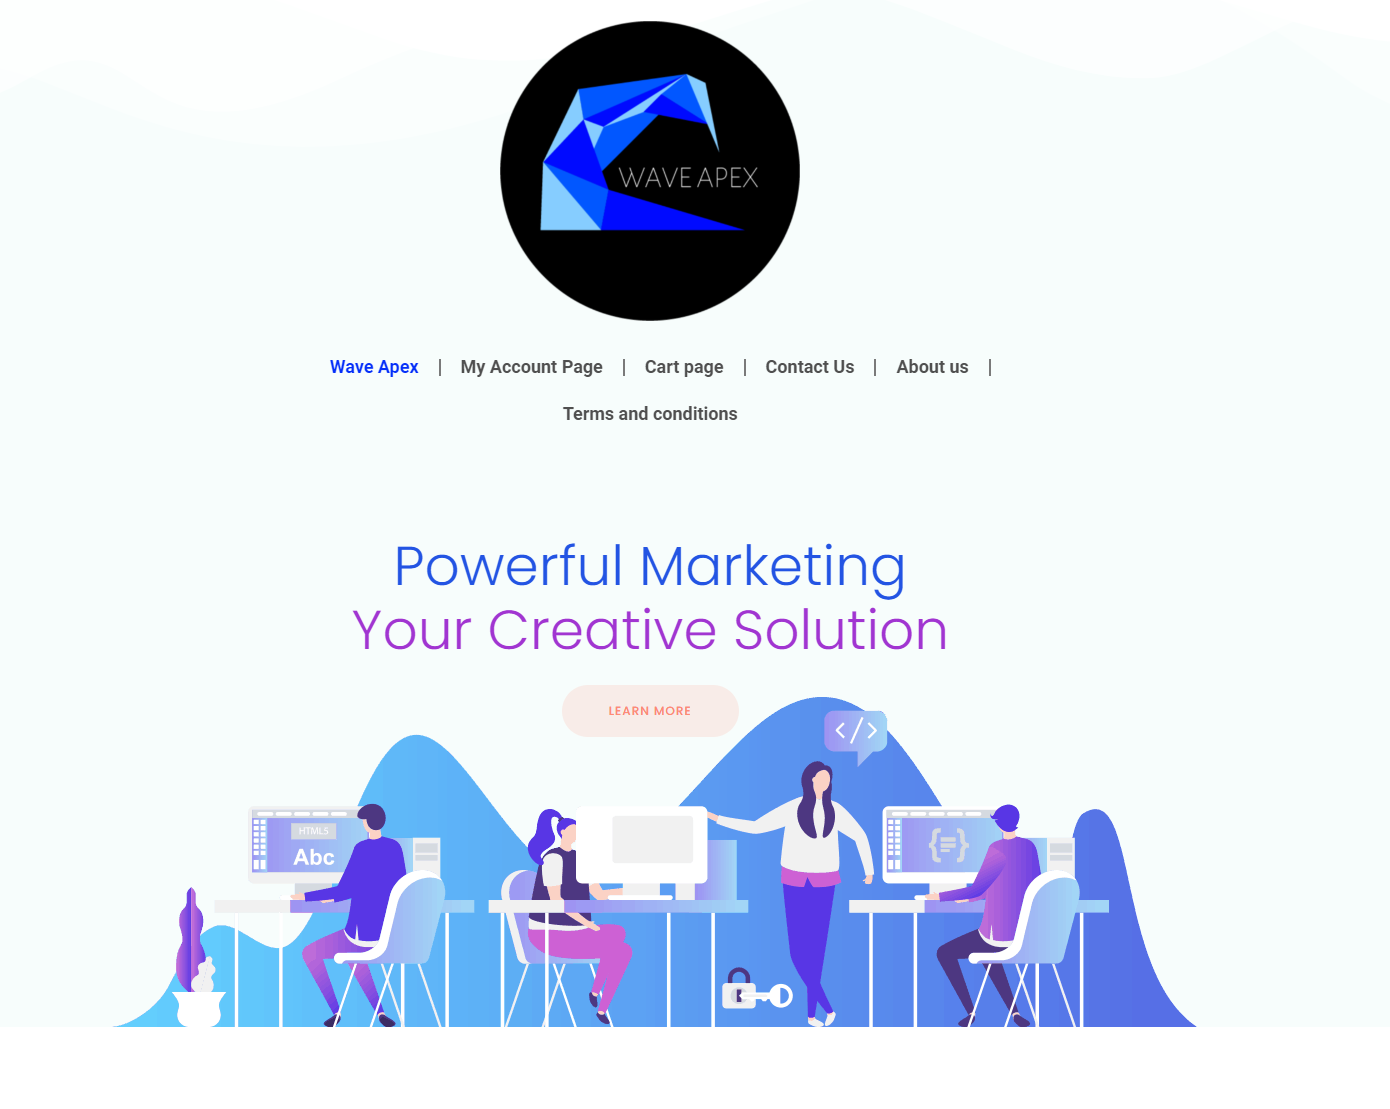 WAVE APEX
Wave Apex | My Account Page | Cart page | Contact Us | About us |
Terms and conditions
Powerful Marketing
Your Creative Solution
LEARN MORE
</>
HTML5
Abc
{≡}